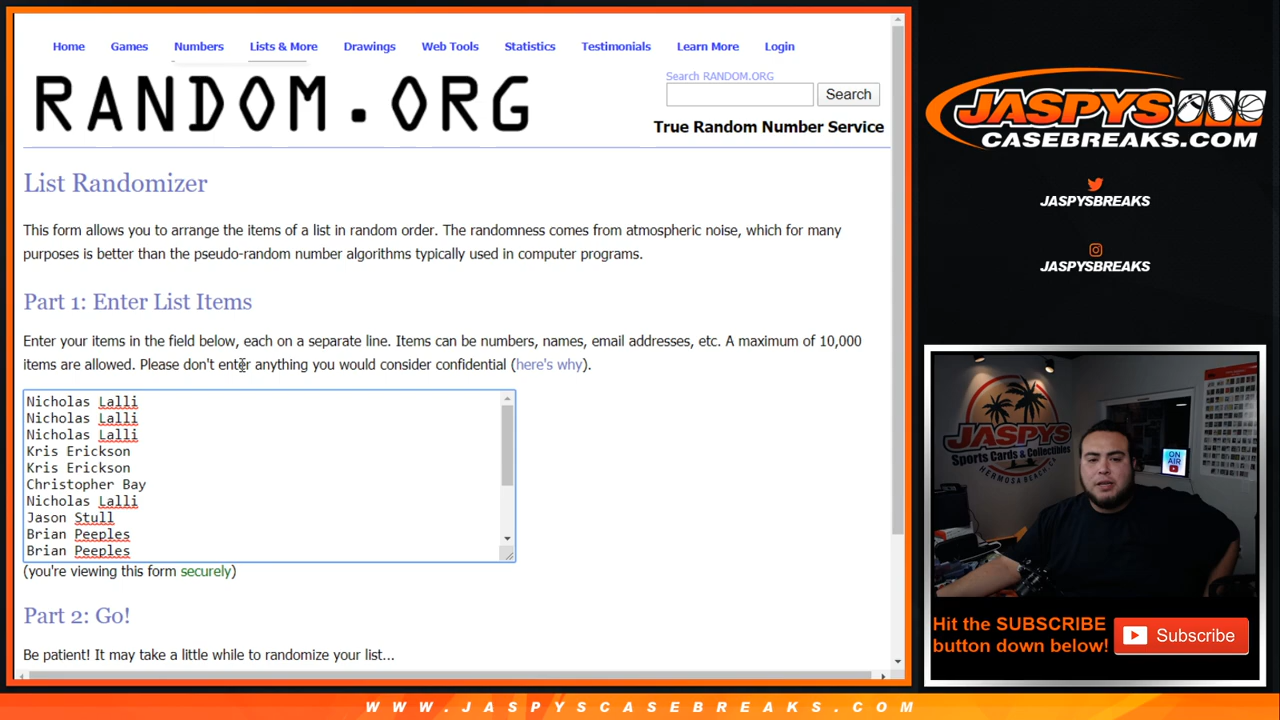 Home Games Numbers Lists & More Drawings Web Tools Statistics Testimonials Learn More Login
RANDOM.ORG
Search RANDOM.ORG
Search
True Random Number Service
List Randomizer
This form allows you to arrange the items of a list in random order. The randomness comes from atmospheric noise, which for many
purposes is better than the pseudo-random number algorithms typically used in computer programs.
Part 1: Enter List Items
Enter your items in the field below, each on a separate line. Items can be numbers, names, email addresses, etc. A maximum of 10,000
items are allowed. Please don't enter anything you would consider confidential (here's why).
Nicholas Lalli
Nicholas Lalli
Nicholas Lalli
Kris Erickson
Kris Erickson
Christopher Bay
Nicholas Lalli
Jason Stull
Brian Peeples
Brian Peeples
(you're viewing this form securely)
Part 2: Go!
Be patient! It may take a little while to randomize your list...
JASPYS
CASEBREAKS.COM
JASPYSBREAKS
JASPYSBREAKS
JASPYS
Sports Cards & Collectibles
HERMOSA BEACH, CA
ON
AIR
Hit the SUBSCRIBE
button down below!
Subscribe
WWW.JASPYSCASEBREAKS.COM